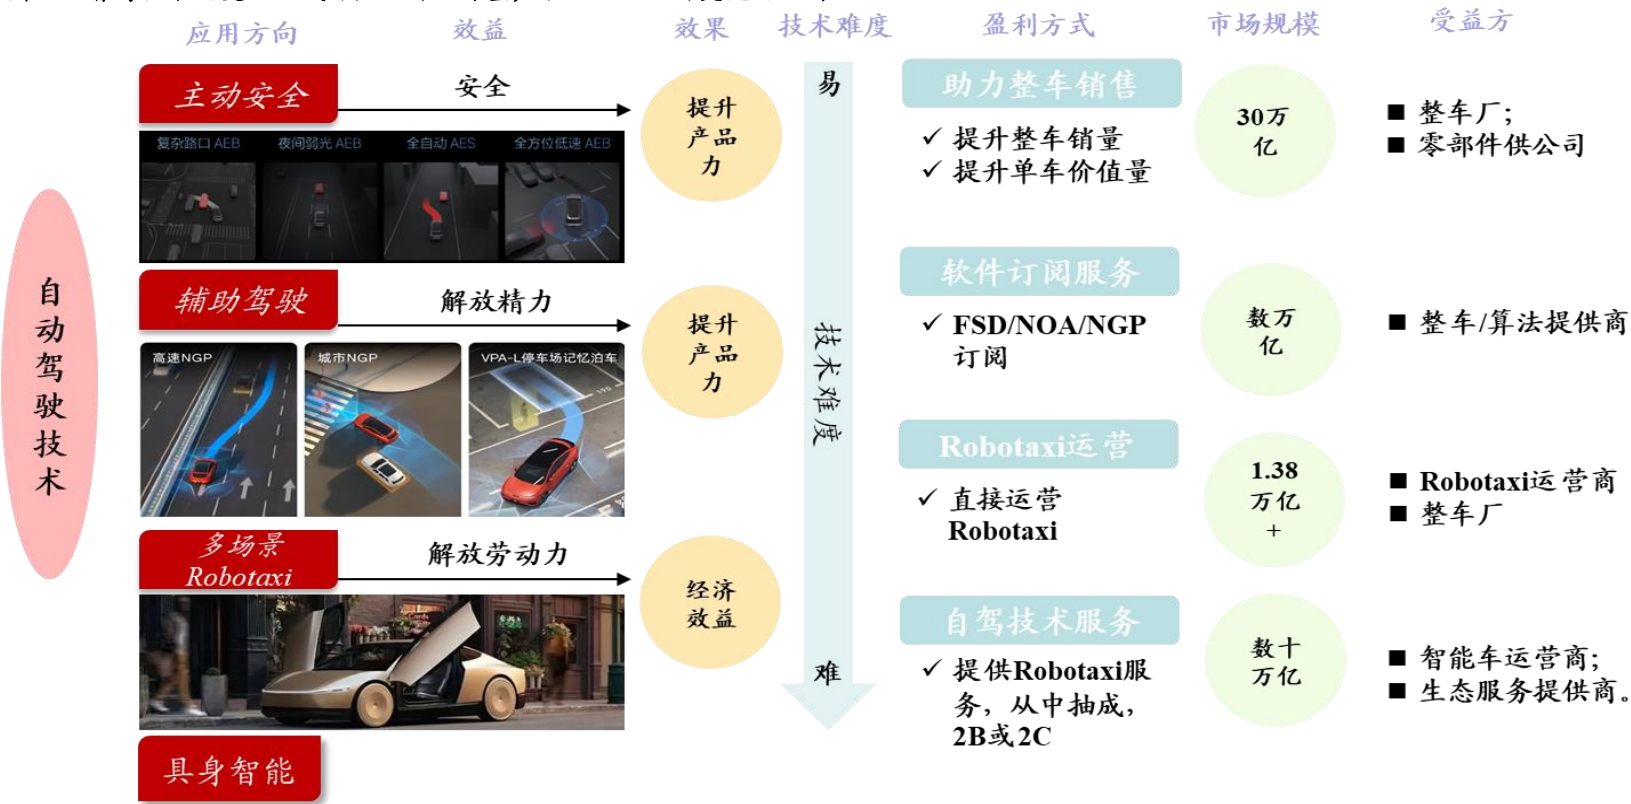 应用方向
效益
效果
技术难度
盈利方式
市场规模
受益方
自
动
驾
驶
技
术
主动安全
安全
复杂路口 AEB
夜间弱光 AEB
全自动 AES
全方位低速 AEB
提升
产品
力
易
助力整车销售
✓ 提升整车销量
✓ 提升单车价值量
30万
亿
■ 整车厂；
■ 零部件供公司
辅助驾驶
解放精力
高速NGP
城市NGP
VPA-L停车场记忆泊车
提升
产品
力
技术难度
软件订阅服务
✓ FSD/NOA/NGP
订阅
数万
亿
■ 整车/算法提供商
Robotaxi运营
✓ 直接运营
Robotaxi
1.38
万亿
+
■ Robotaxi运营商
■ 整车厂
多场景
Robotaxi
解放劳动力
经济
效益
难
自驾技术服务
✓ 提供Robotaxi服
务，从中抽成，
2B或2C
数十
万亿
■ 智能车运营商；
■ 生态服务提供商。
具身智能